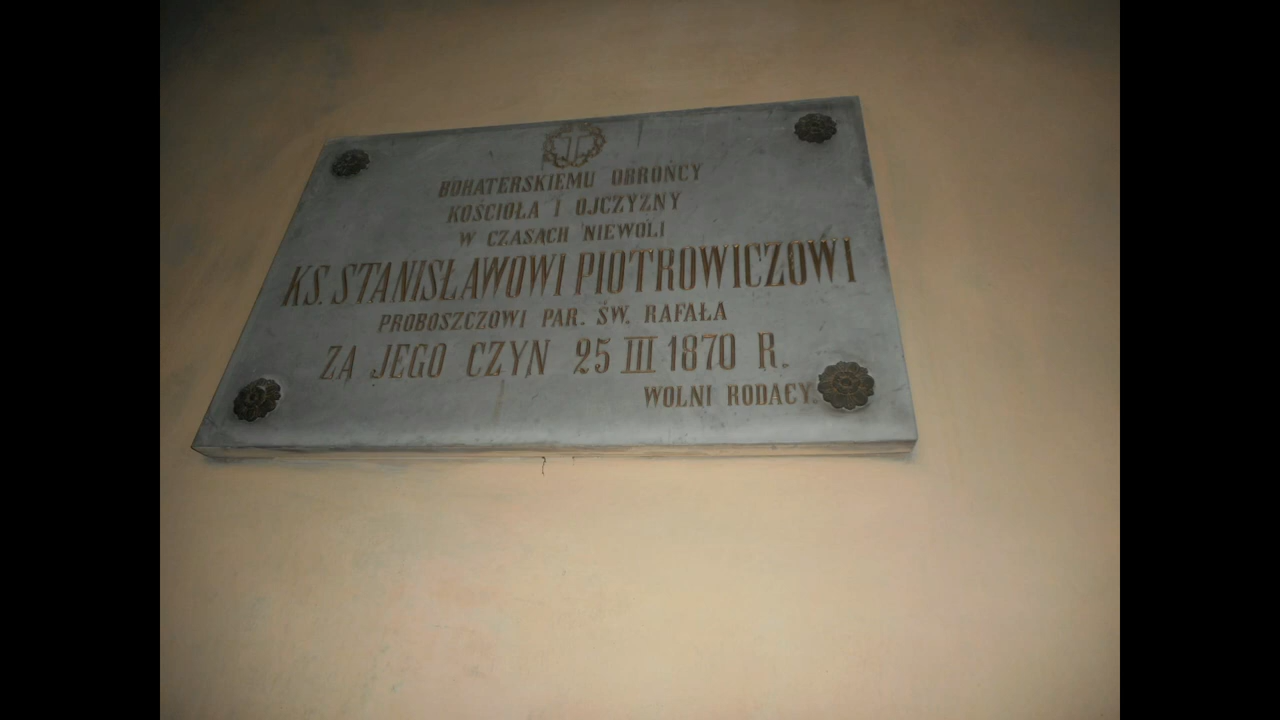 BOHATERSKIEMU OBROŃCY
KOŚCIOŁA I OJCZYZNY
W CZASACH NIEWOLI
KS. STANISŁAWOWI PIOTROWICZOWI
PROBOSZCZOWI PAR. ŚW. RAFAŁA
ZA JEGO CZYN 25 III 1870 R.
WOLNI RODACY.